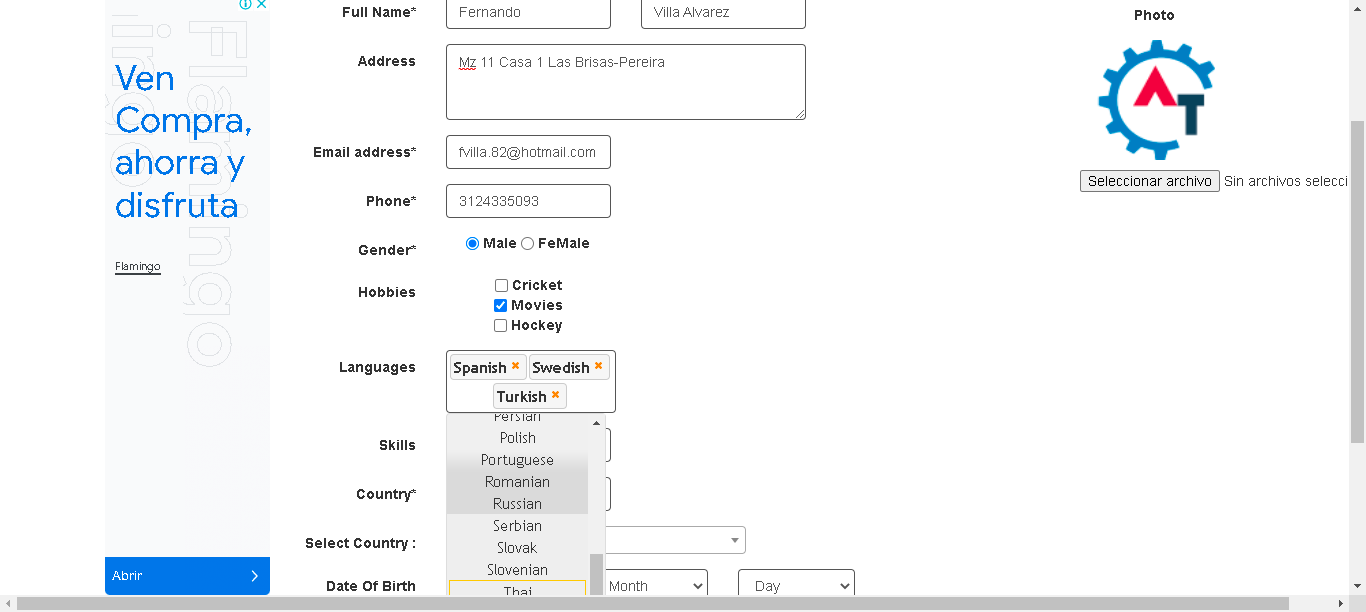 Ven
Compra,
ahorra y
disfruta
Flamingo
Abrir
Full Name* Fernando Villa Alvarez
Address Mz 11 Casa 1 Las Brisas-Pereira
Email address* fvilla.82@hotmail.com
Phone* 3124335093
Gender* Male FeMale
Hobbies Cricket
Movies
Hockey
Languages Spanish Swedish
Turkish
Persian
Polish
Portuguese
Romanian
Russian
Serbian
Slovak
Slovenian
Thai
Skills
Country*
Select Country :
Date Of Birth Month Day
Photo
AT
Seleccionar archivo Sin archivos selecci